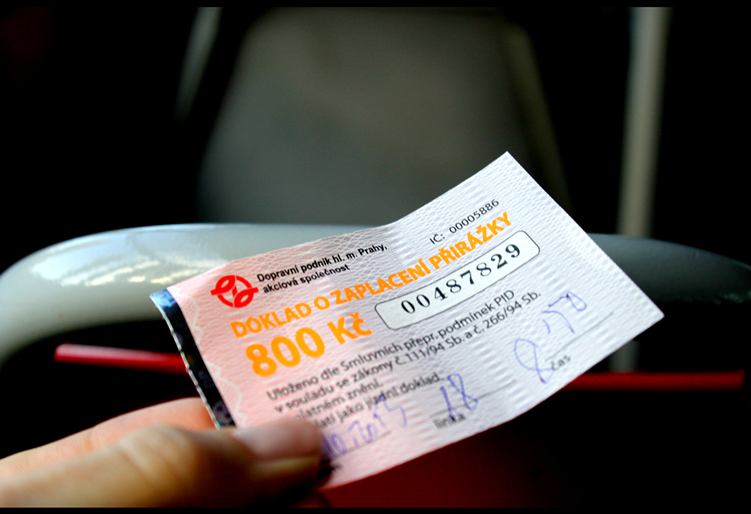 Dopravní podnik hl. m. Prahy,
akciová společnost
IČ: 00005886
DOKLAD O ZAPLACENÍ PŘIRÁŽKY
800 Kč
00487829
Uloženo dle Smluvních přepr. podmínek PID
v souladu se zákony č.111/94 Sb. a č.266/94 Sb.
platném znění.
jako jízdní doklad.
18
linka
čas